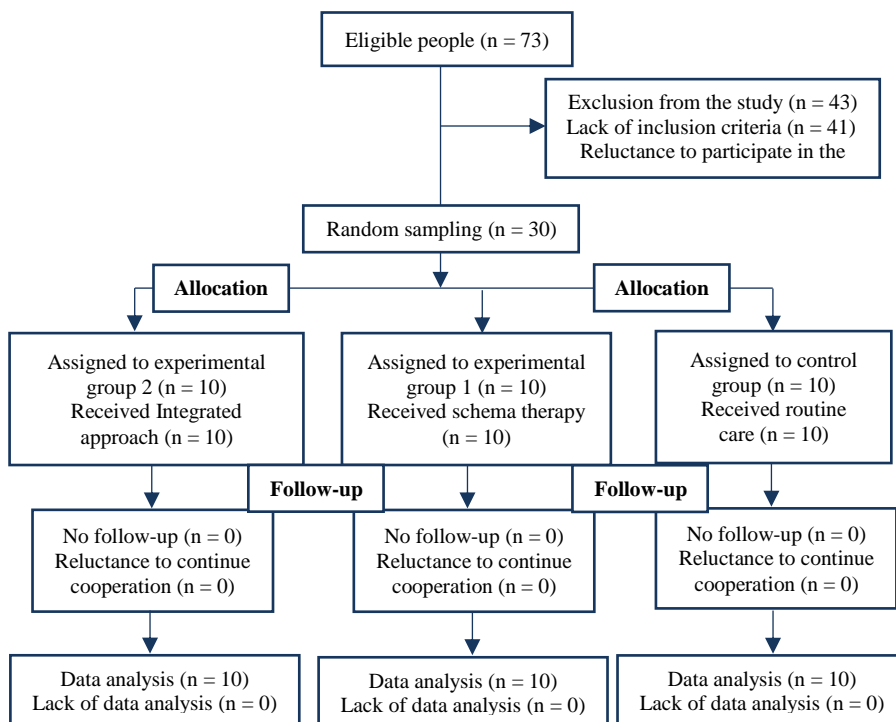 Eligible people (n = 73)
Exclusion from the study (n = 43)
Lack of inclusion criteria (n = 41)
Reluctance to participate in the
Random sampling (n = 30)
Allocation
Allocation
Assigned to experimental
group 2 (n = 10)
Received Integrated
approach (n = 10)
Assigned to experimental
group 1 (n = 10)
Received schema therapy
(n = 10)
Assigned to control
group (n = 10)
Received routine
care (n = 10)
Follow-up
Follow-up
No follow-up (n = 0)
Reluctance to continue
cooperation (n = 0)
No follow-up (n = 0)
Reluctance to continue
cooperation (n = 0)
No follow-up (n = 0)
Reluctance to continue
cooperation (n = 0)
Data analysis (n = 10)
Lack of data analysis (n = 0)
Data analysis (n = 10)
Lack of data analysis (n = 0)
Data analysis (n = 10)
Lack of data analysis (n = 0)